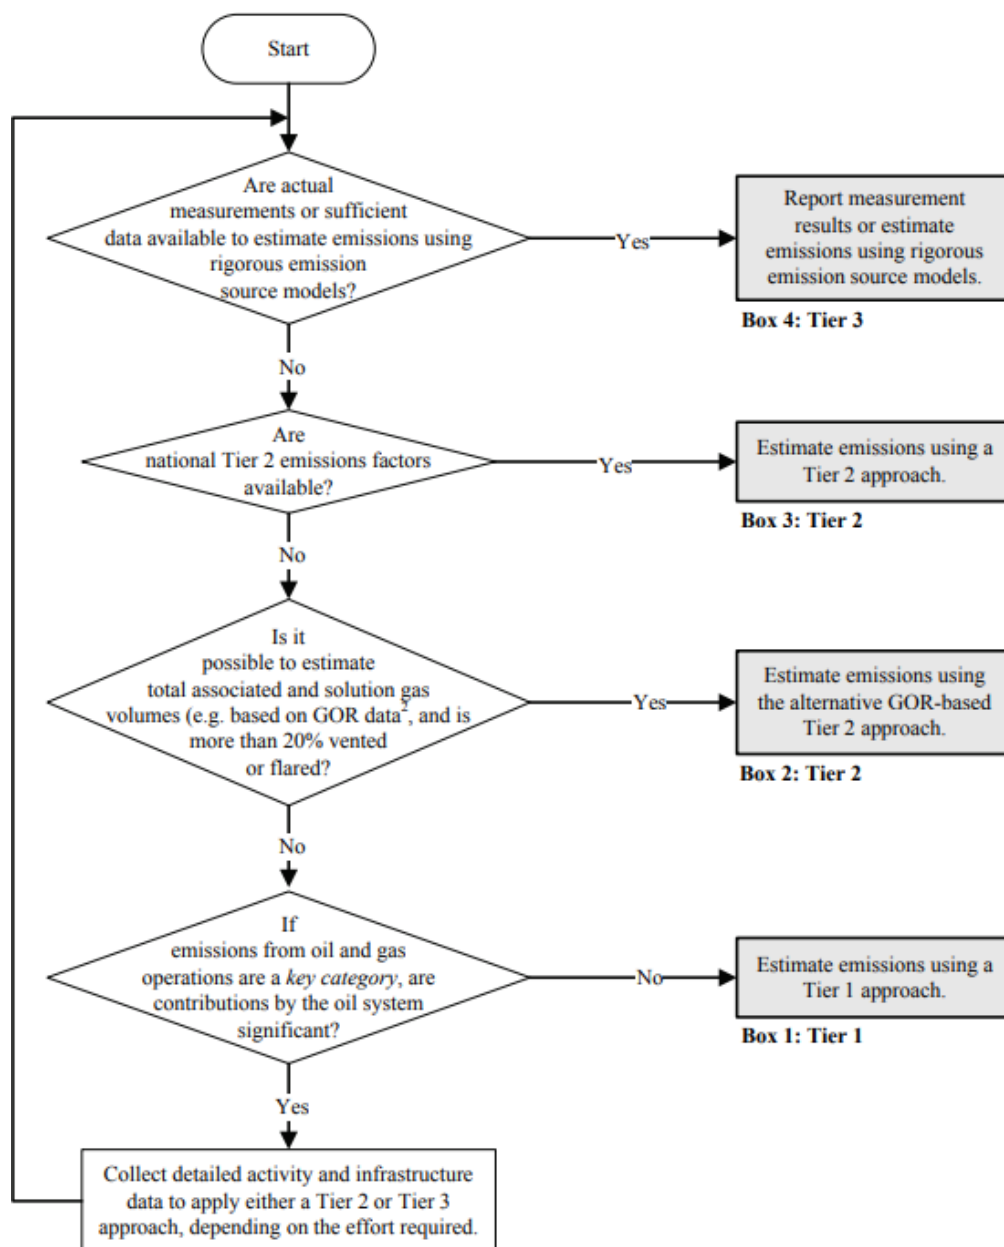 Start
Are actual
measurements or sufficient
data available to estimate emissions using
rigorous emission
source models?
Yes
Report measurement
results or estimate
emissions using rigorous
emission source models.
Box 4: Tier 3
No
Are
national Tier 2 emissions factors
available?
Yes
Estimate emissions using a
Tier 2 approach.
Box 3: Tier 2
No
Is it
possible to estimate
total associated and solution gas
volumes (e.g. based on GOR data², and is
more than 20% vented
or flared?
Yes
Estimate emissions using
the alternative GOR-based
Tier 2 approach.
Box 2: Tier 2
No
If
emissions from oil and gas
operations are a key category, are
contributions by the oil system
significant?
No
Estimate emissions using a
Tier 1 approach.
Box 1: Tier 1
Yes
Collect detailed activity and infrastructure
data to apply either a Tier 2 or Tier 3
approach, depending on the effort required.